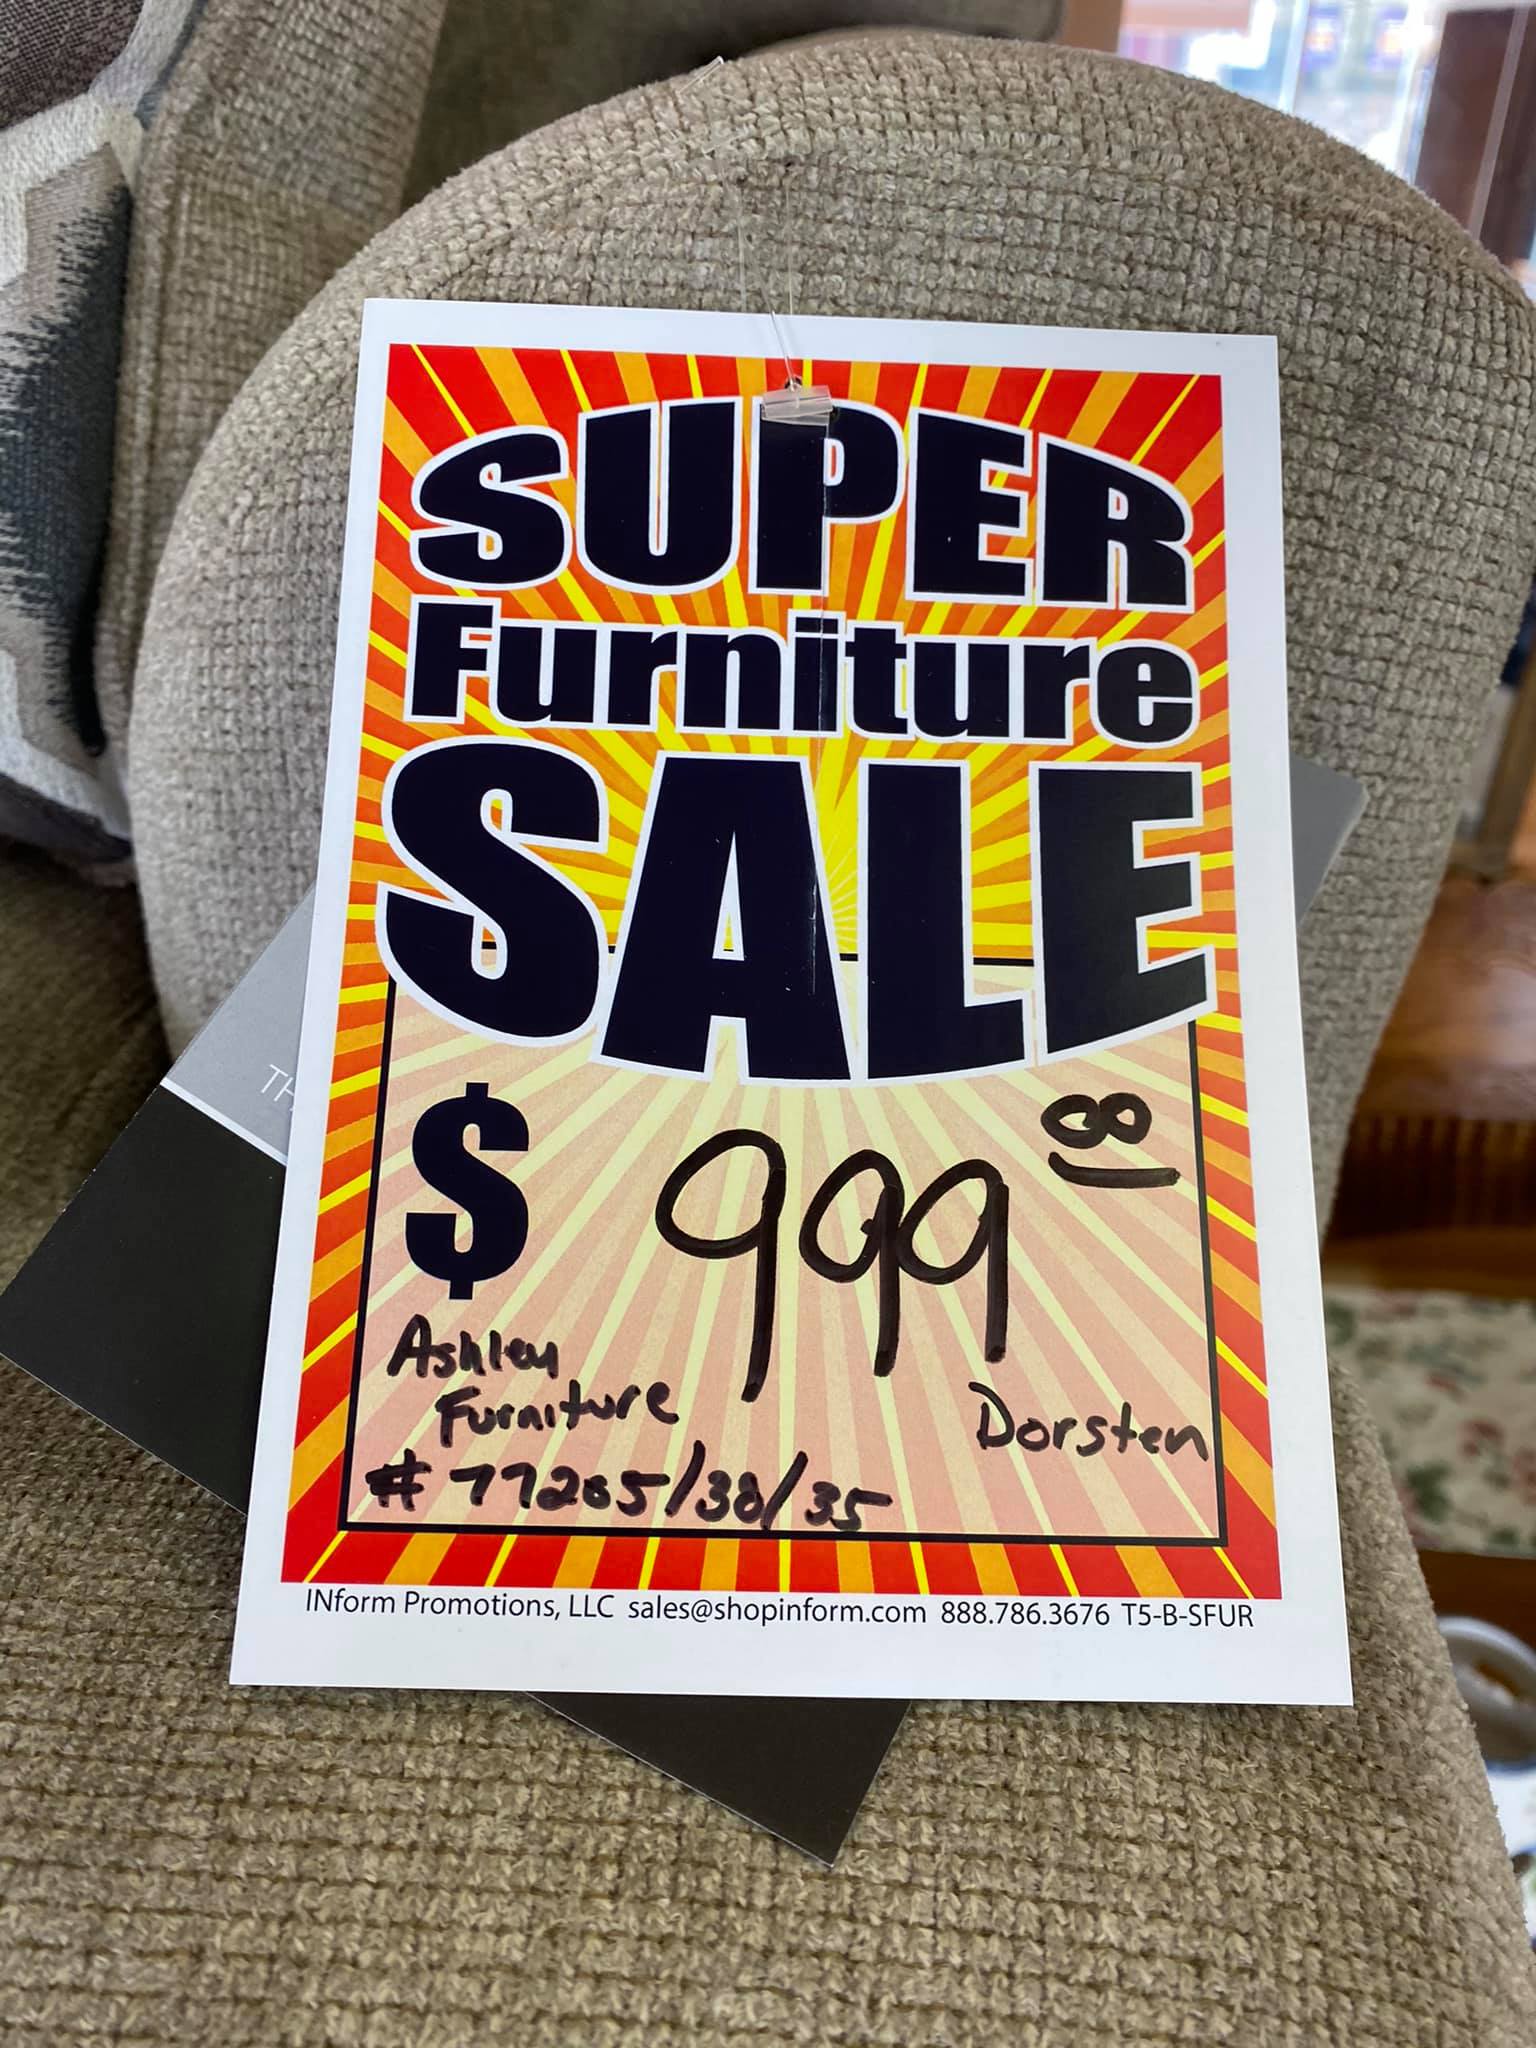 SUPER
Furniture
SALE
$ 999 00
Ashley
Furniture
Dorsten
# 77205/38/35
INform Promotions, LLC sales@shopinform.com 888.786.3676 T5-B-SFUR
TH